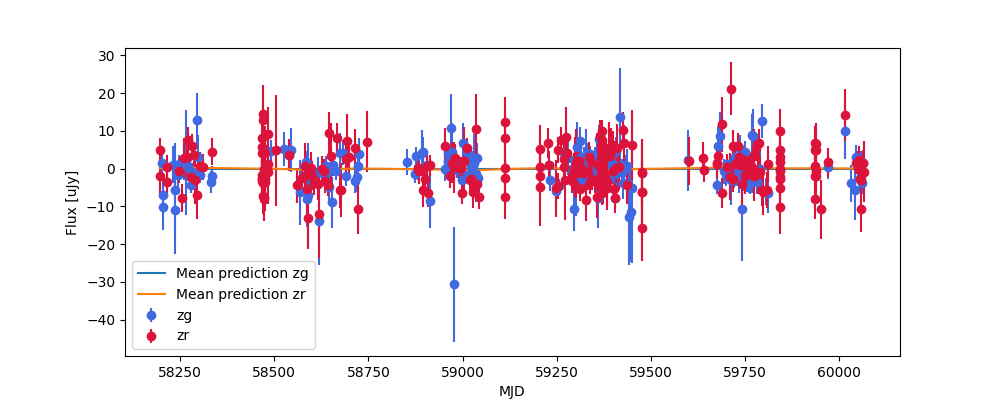 30
20
10
0
−10
−20
−30
−40
Flux [uJy]
58250 58500 58750 59000 59250 59500 59750 60000
MJD
Mean prediction zg
Mean prediction zr
zg
zr